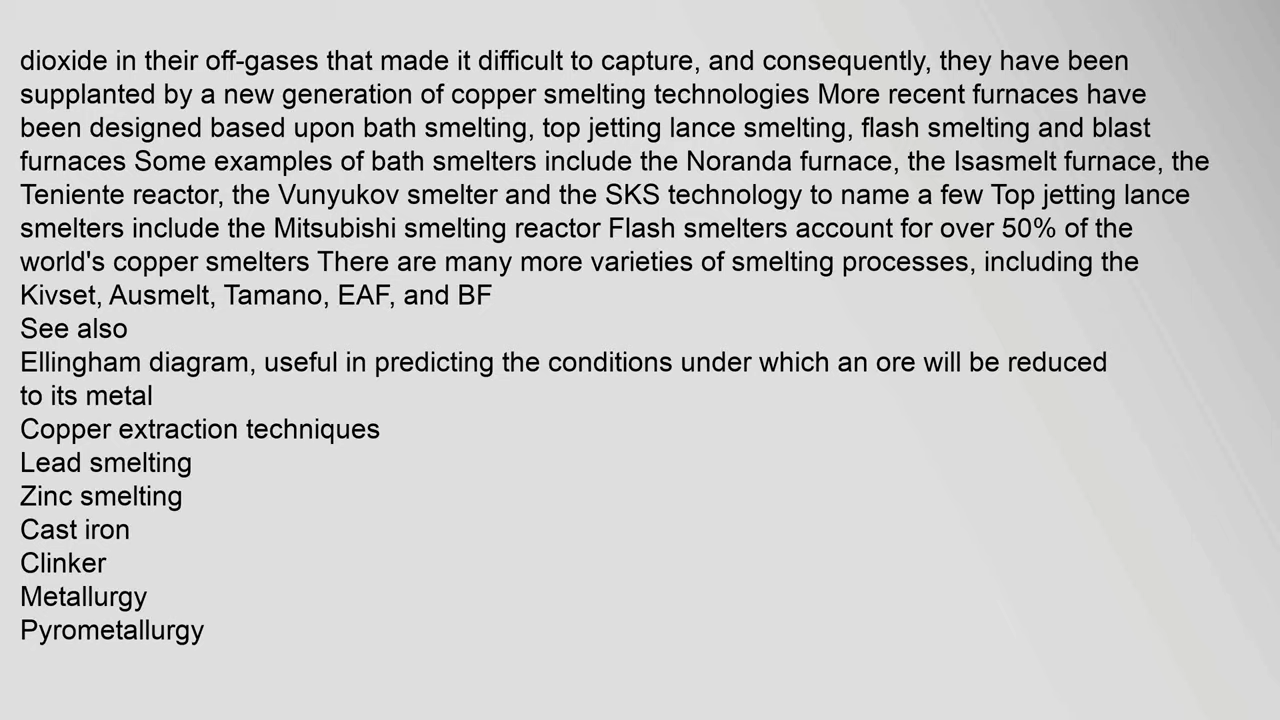 dioxide in their off-gases that made it difficult to capture, and consequently, they have been
supplanted by a new generation of copper smelting technologies More recent furnaces have
been designed based upon bath smelting, top jetting lance smelting, flash smelting and blast
furnaces Some examples of bath smelters include the Noranda furnace, the Isasmelt furnace, the
Teniente reactor, the Vunyukov smelter and the SKS technology to name a few Top jetting lance
smelters include the Mitsubishi smelting reactor Flash smelters account for over 50% of the
world's copper smelters There are many more varieties of smelting processes, including the
Kivset, Ausmelt, Tamano, EAF, and BF
See also
Ellingham diagram, useful in predicting the conditions under which an ore will be reduced
to its metal
Copper extraction techniques
Lead smelting
Zinc smelting
Cast iron
Clinker
Metallurgy
Pyrometallurgy